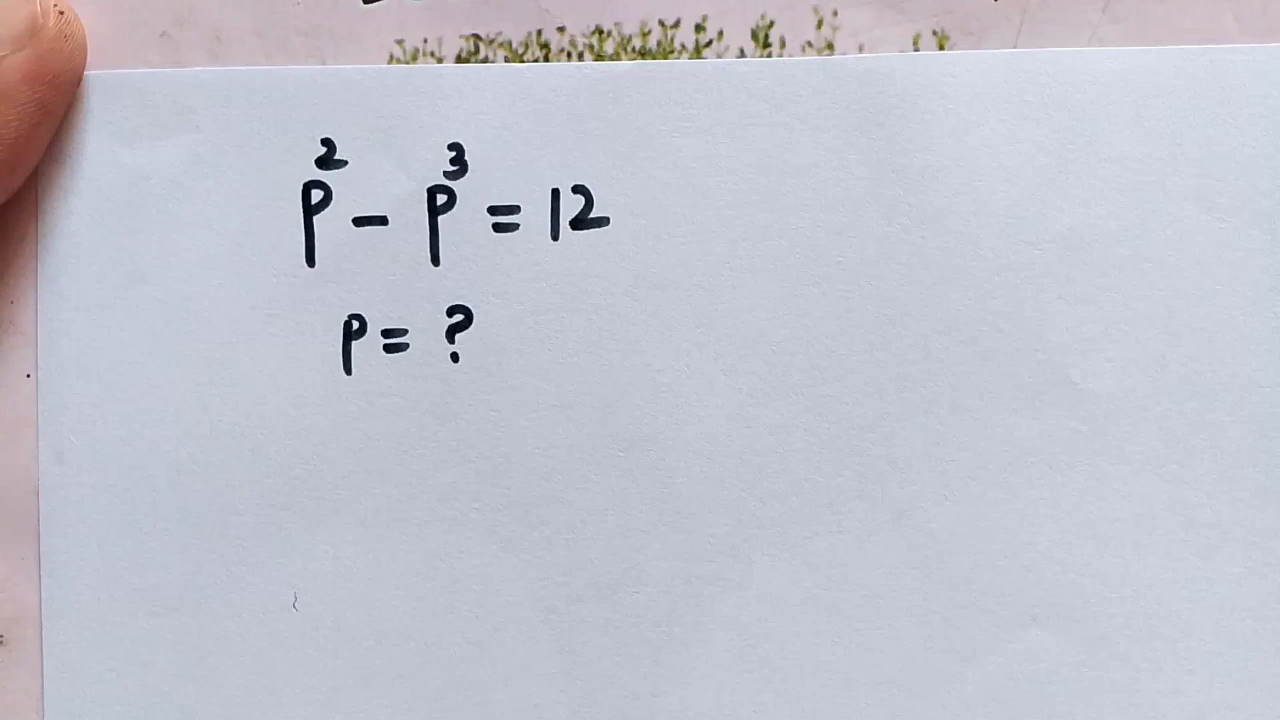 p² - p³ = 12
p = ?